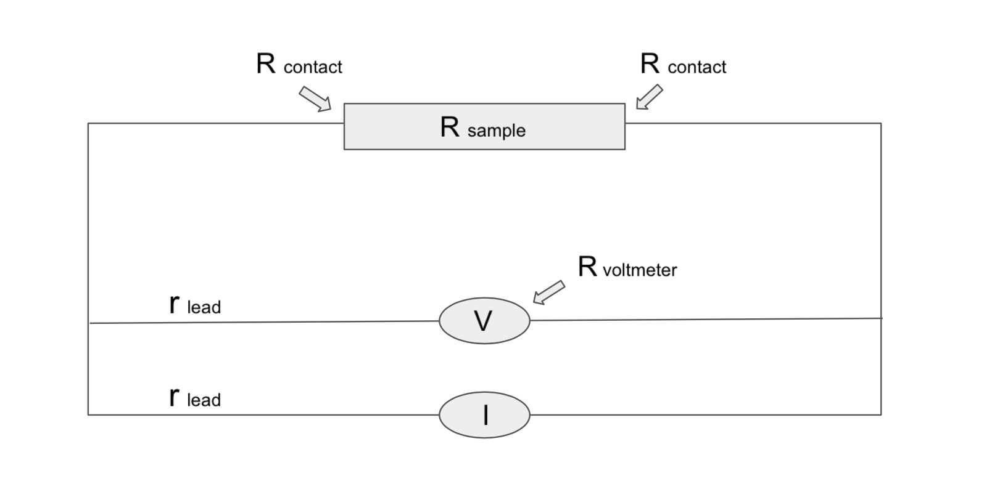 R contact
R contact
R sample
R voltmeter
r lead
V
r lead
I